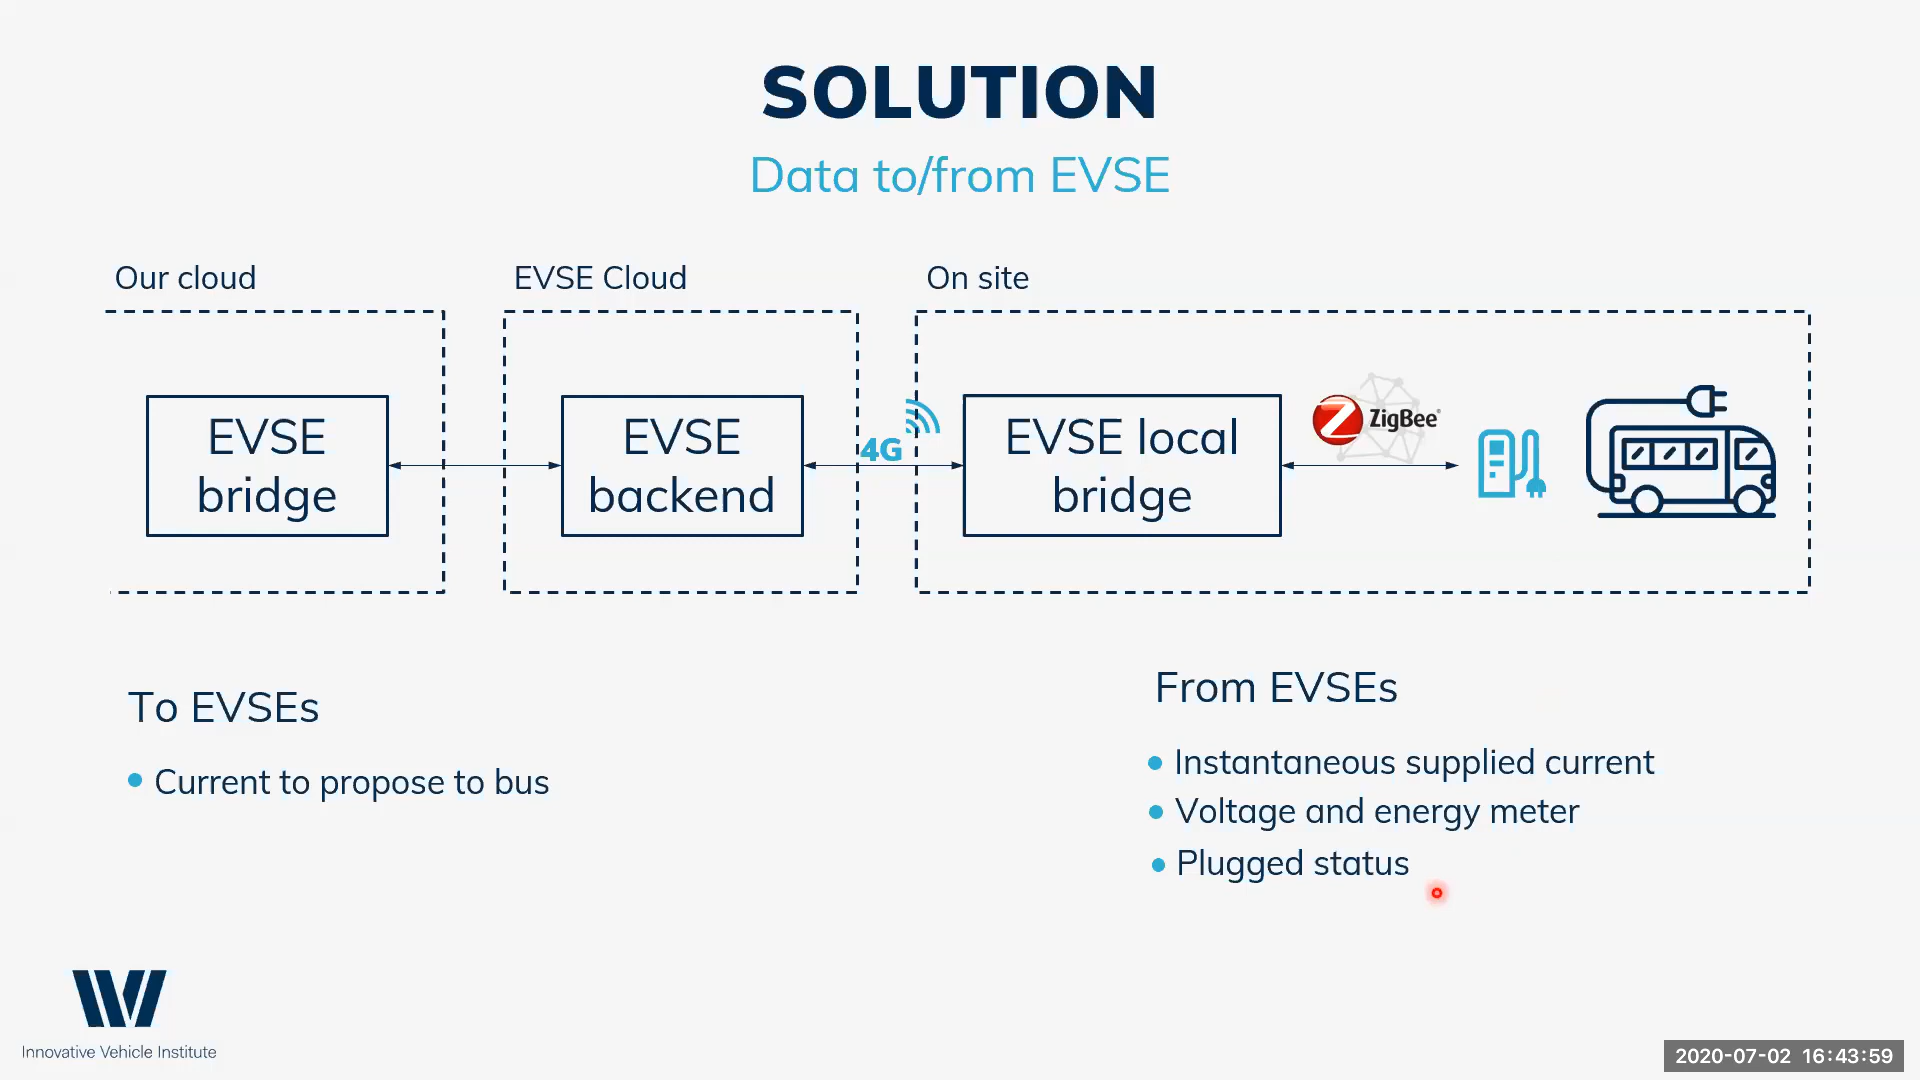 SOLUTION
Data to/from EVSE
Our cloud
EVSE Cloud
On site
EVSE
bridge
EVSE
backend
4G
EVSE local
bridge
Z ZigBee®
To EVSEs
Current to propose to bus
From EVSEs
Instantaneous supplied current
Voltage and energy meter
Plugged status
Innovative Vehicle Institute
2020-07-02 16:43:59